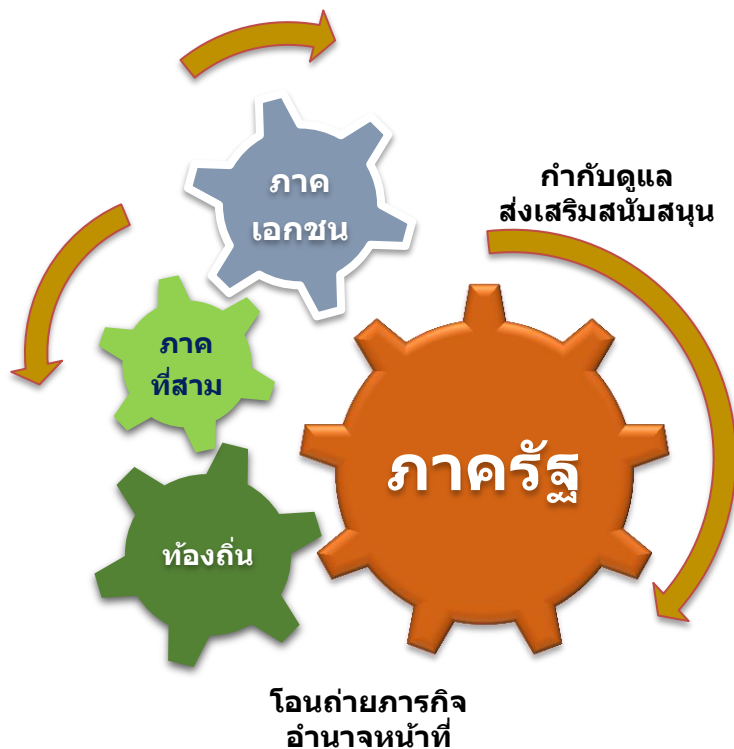 ภาค
เอกชน
กำกับดูแล
ส่งเสริมสนับสนุน
ภาค
ที่สาม
ภาครัฐ
ท้องถิ่น
โอนถ่ายภารกิจ
อำนาจหน้าที่